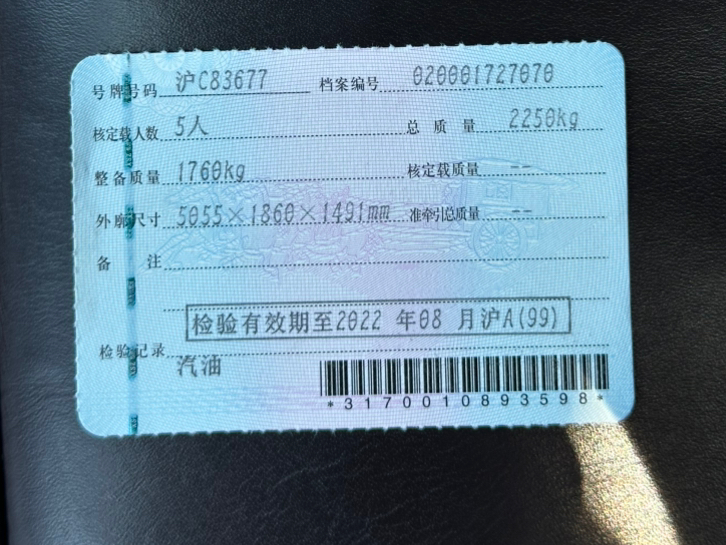 号牌号码 沪C83677 档案编号 020001727070
核定载人数 5人 总质量 2250kg
整备质量 1760kg 核定载质量 --
外廓尺寸 5055×1860×1491mm 准牵引总质量 --
备注
检验有效期至2022 年08 月沪A(99)
检验记录
汽油
*3170010893598*